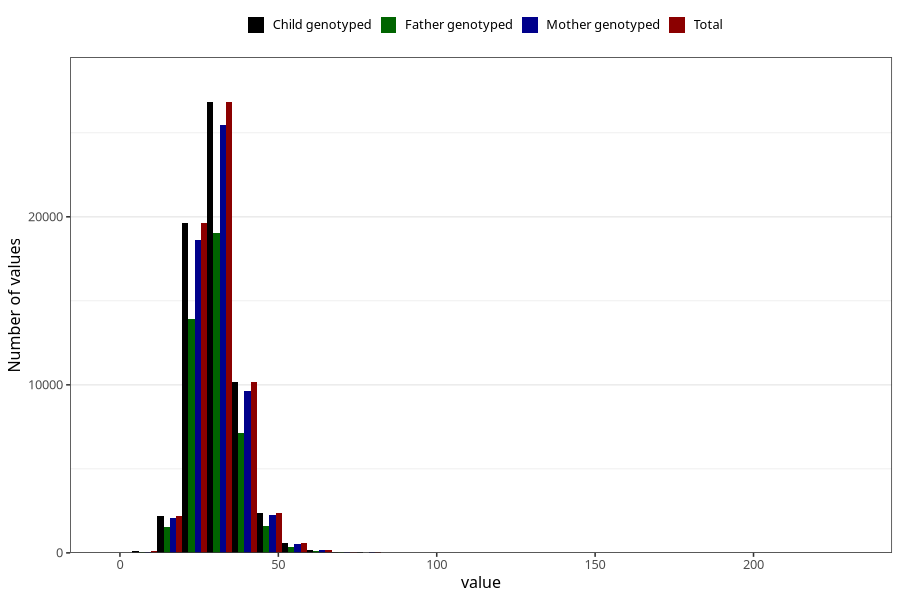 Child genotyped Father genotyped Mother genotyped Total
Number of values
20000
10000
0
0 50 100 150 200
value